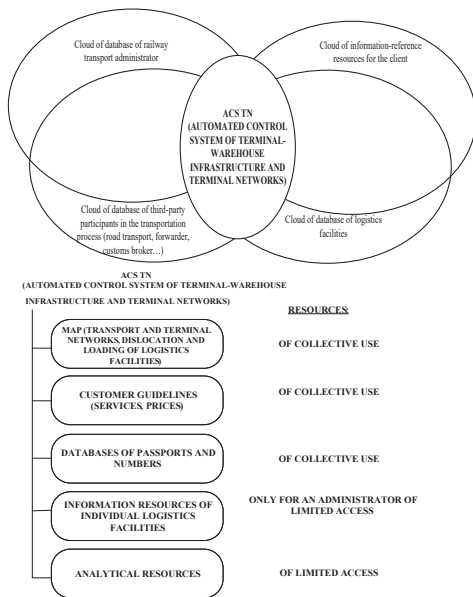 Cloud of database of railway
transport administrator
Cloud of information-reference
resources for the client
ACS TN
(AUTOMATED CONTROL
SYSTEM OF TERMINAL-
WAREHOUSE
INFRASTRUCTURE AND
TERMINAL NETWORKS)
Cloud of database of third-party
participants in the transportation
process (road transport, forwarder,
customs broker…)
Cloud of database of logistics
facilities
ACS TN
(AUTOMATED CONTROL SYSTEM OF TERMINAL-WAREHOUSE
INFRASTRUCTURE AND TERMINAL NETWORKS)
RESOURCES:
MAP (TRANSPORT AND TERMINAL
NETWORKS, DISLOCATION AND
LOADING OF LOGISTICS
FACILITIES)
OF COLLECTIVE USE
CUSTOMER GUIDELINES
(SERVICES, PRICES)
OF COLLECTIVE USE
DATABASES OF PASSPORTS AND
NUMBERS
OF COLLECTIVE USE
INFORMATION RESOURCES OF
INDIVIDUAL LOGISTICS
FACILITIES
ONLY FOR AN ADMINISTRATOR OF
LIMITED ACCESS
ANALYTICAL RESOURCES
OF LIMITED ACCESS